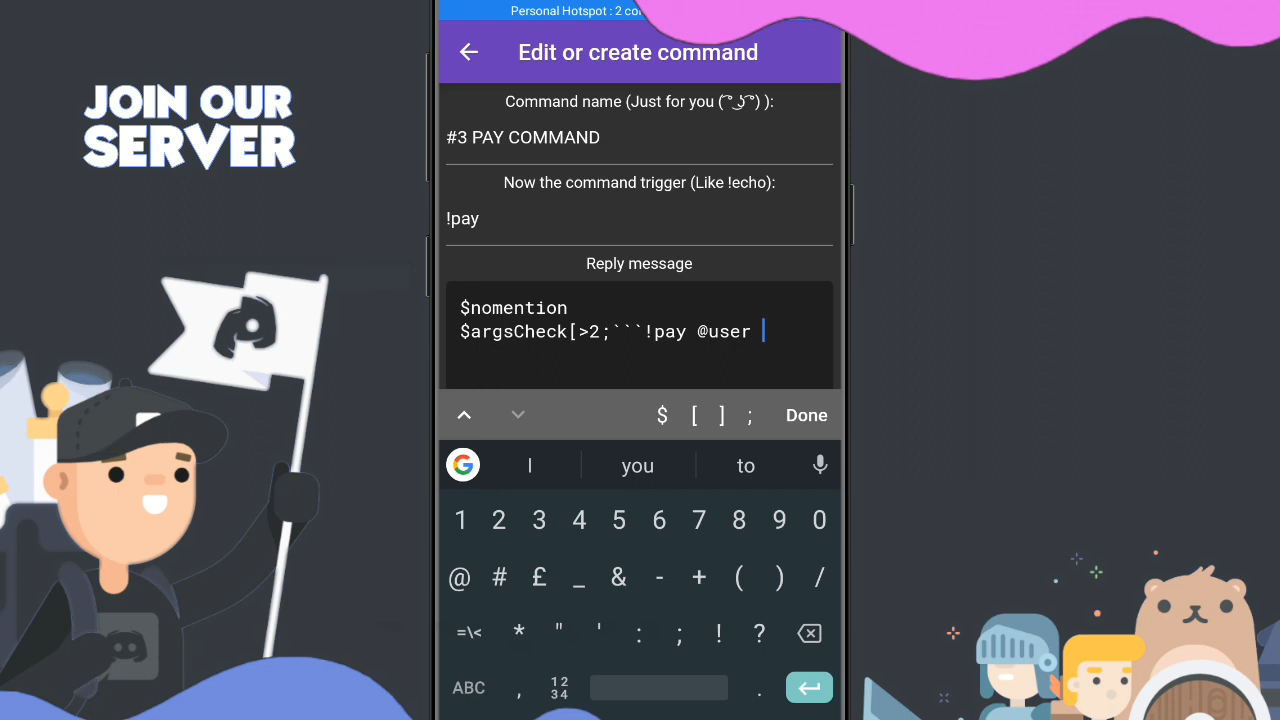 Personal Hotspot : 2
JOIN OUR
SERVER
Edit or create command
Command name (Just for you ( ͡° ͜ʖ ͡°) ):
#3 PAY COMMAND
Now the command trigger (Like !echo):
!pay
Reply message
$nomention
$argsCheck[>2;```!pay @user
$ [ ] ; Done
I you to
1 2 3 4 5 6 7 8 9 0
@ # £ _ & - + ( ) /
=\< * " ' : ; ! ?
ABC , 12 .
34